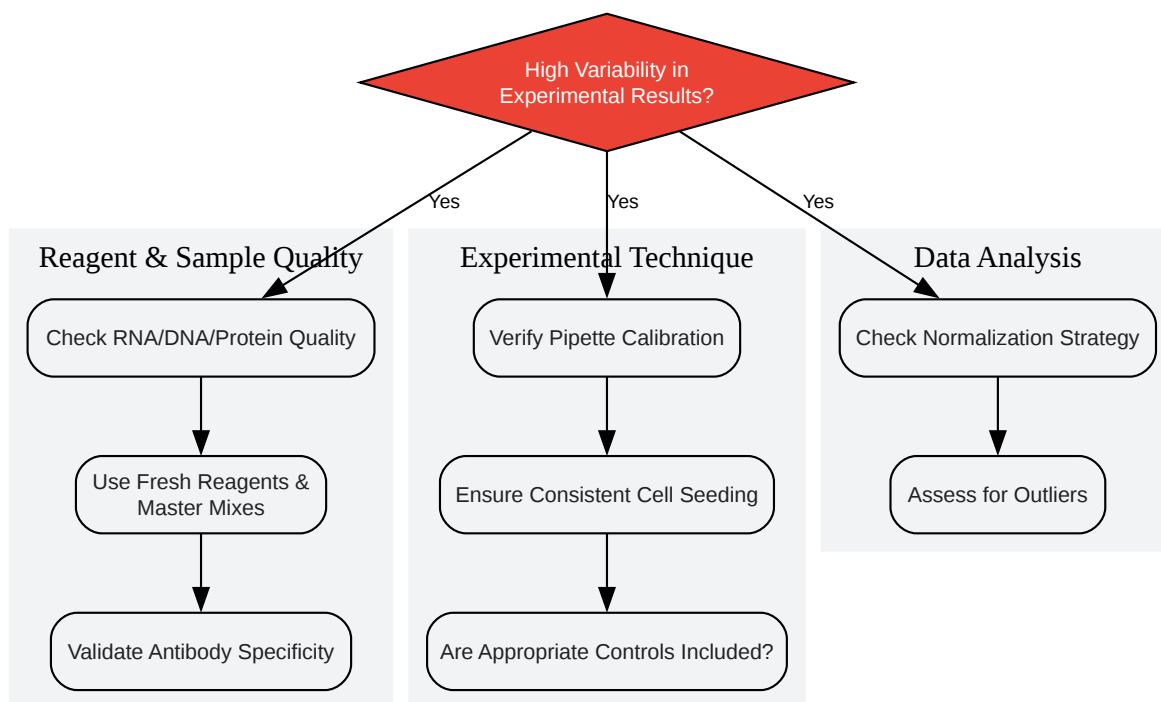 High Variability in
Experimental Results?
Yes
Yes
Yes
Reagent & Sample Quality
Experimental Technique
Data Analysis
Check RNA/DNA/Protein Quality
Verify Pipette Calibration
Check Normalization Strategy
Use Fresh Reagents &
Master Mixes
Ensure Consistent Cell Seeding
Assess for Outliers
Validate Antibody Specificity
Are Appropriate Controls Included?